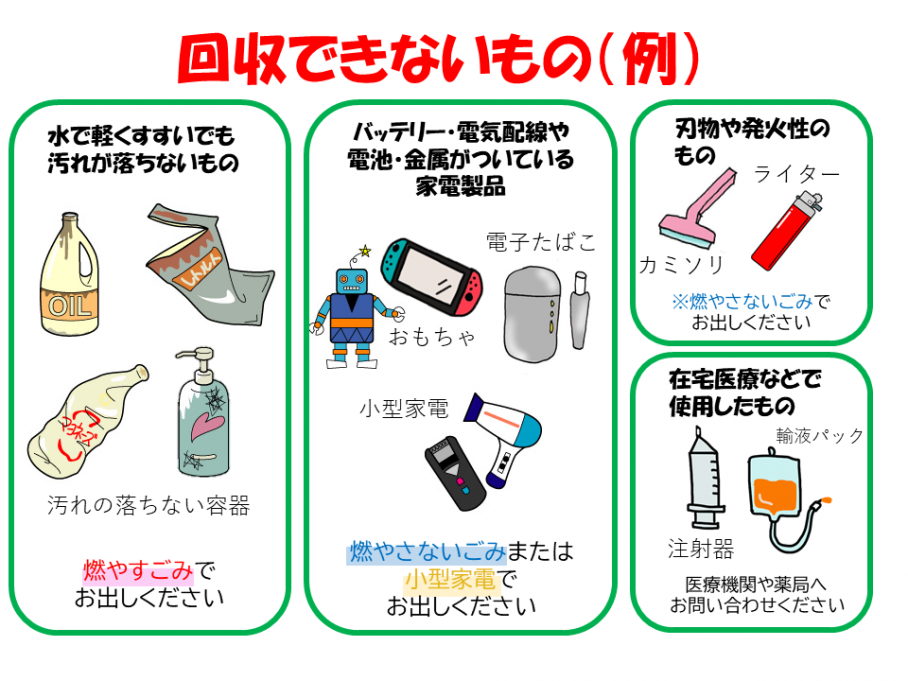 回収できないもの（例）
水で軽くすすいでも
汚れが落ちないもの
OIL
レトルト
マヨネーズ
汚れの落ちない容器
燃やすごみで
お出しください
バッテリー・電気配線や
電池・金属がついている
家電製品
電子たばこ
おもちゃ
小型家電
燃やさないごみまたは
小型家電で
お出しください
刃物や発火性の
もの
ライター
カミソリ
※燃やさないごみで
お出しください
在宅医療などで
使用したもの
輸液パック
注射器
医療機関や薬局へ
お問い合わせください